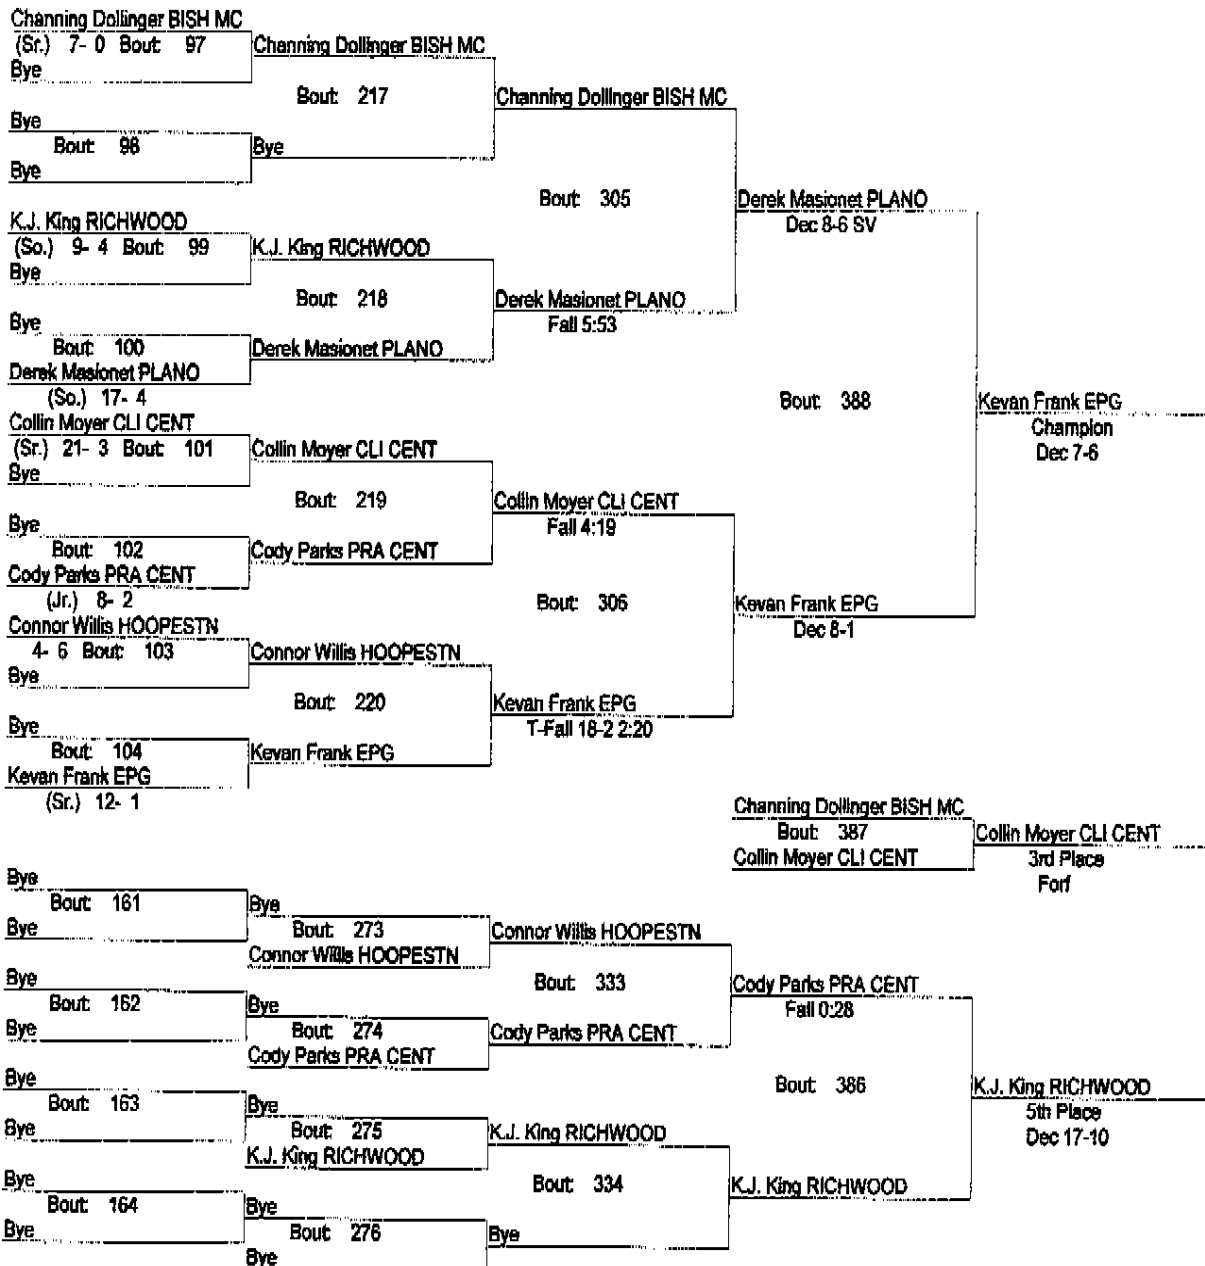 Channing Dollinger BISH MC
(Sr.) 7- 0 Bout: 97
Bye
Channing Dollinger BISH MC
Bout: 217
Bye
Bout: 98
Bye
Bye
Channing Dollinger BISH MC
Bout: 305
K.J. King RICHWOOD
(So.) 9- 4 Bout: 99
Bye
K.J. King RICHWOOD
Bout: 218
Bye
Bout: 100
Derek Masionet PLANO
(So.) 17- 4
Derek Masionet PLANO
Derek Masionet PLANO
Fall 5:53
Derek Masionet PLANO
Dec 8-6 SV
Bout: 388
Collin Moyer CLI CENT
(Sr.) 21- 3 Bout: 101
Bye
Collin Moyer CLI CENT
Bout: 219
Bye
Bout: 102
Cody Parks PRA CENT
(Jr.) 8- 2
Cody Parks PRA CENT
Collin Moyer CLI CENT
Fall 4:19
Bout: 306
Connor Willis HOOPESTN
4- 6 Bout: 103
Bye
Connor Willis HOOPESTN
Bout: 220
Bye
Bout: 104
Kevan Frank EPG
(Sr.) 12- 1
Kevan Frank EPG
Kevan Frank EPG
T-Fall 18-2 2:20
Kevan Frank EPG
Dec 8-1
Kevan Frank EPG
Champion
Dec 7-6
Channing Dollinger BISH MC
Bout: 387
Collin Moyer CLI CENT
Collin Moyer CLI CENT
3rd Place
Forf
Bye
Bout: 161
Bye
Bye
Bout: 273
Connor Willis HOOPESTN
Connor Willis HOOPESTN
Bout: 333
Bye
Bout: 162
Bye
Bye
Bout: 274
Cody Parks PRA CENT
Cody Parks PRA CENT
Cody Parks PRA CENT
Fall 0:28
Bout: 386
Bye
Bout: 163
Bye
Bye
Bout: 275
K.J. King RICHWOOD
K.J. King RICHWOOD
Bout: 334
Bye
Bout: 164
Bye
Bye
Bout: 276
Bye
Bye
K.J. King RICHWOOD
K.J. King RICHWOOD
5th Place
Dec 17-10